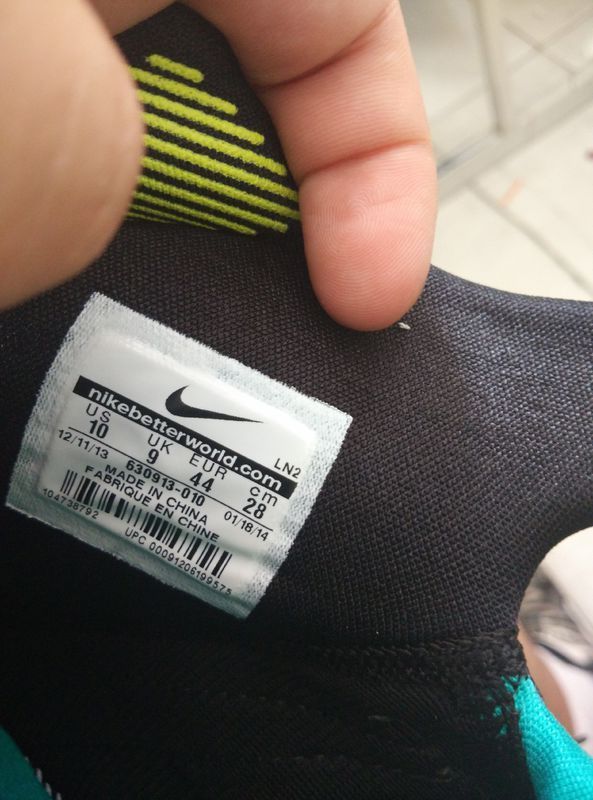 nikebetterworld.com
US UK EUR cm
10 9 44 28
12/11/13 630913-010 01/18/14
LN2
MADE IN CHINA
FABRIQUE EN CHINE
104738792
UPC 00091206199575